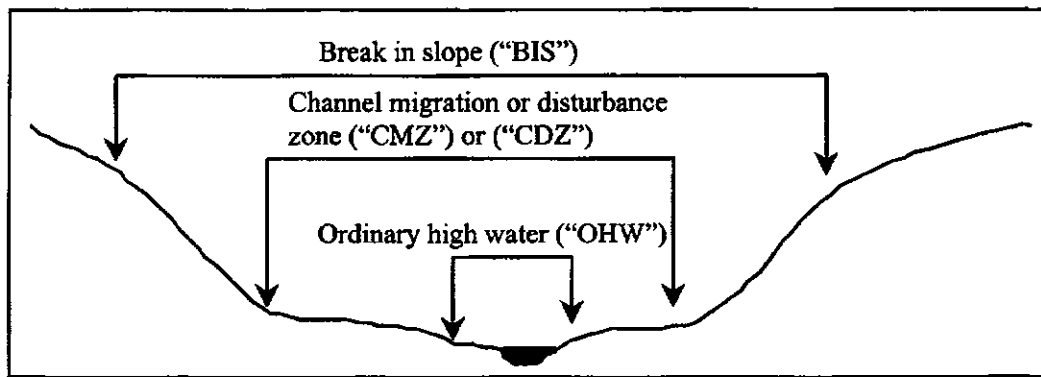 Break in slope (“BIS”)
Channel migration or disturbance
zone (“CMZ”) or (“CDZ”)
Ordinary high water (“OHW”)